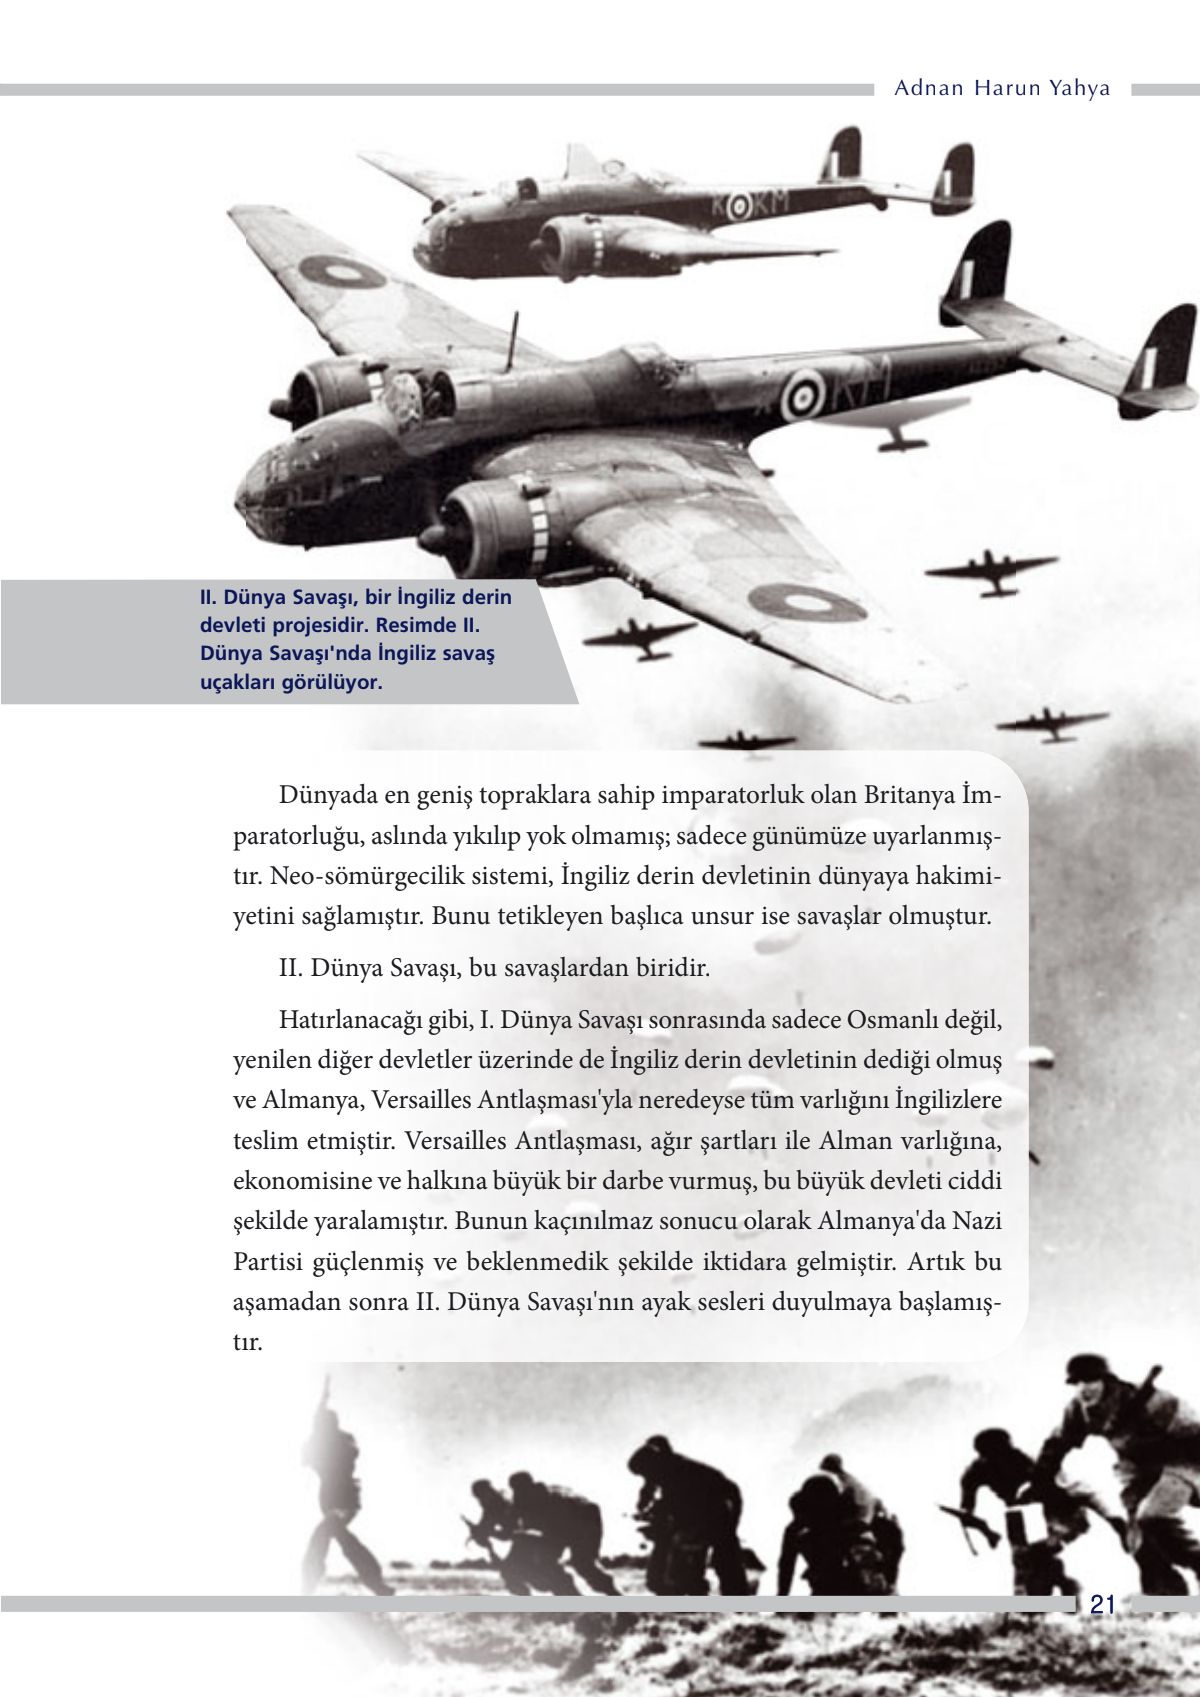 Adnan Harun Yahya
K KM
KM
II. Dünya Savaşı, bir İngiliz derin
devleti projesidir. Resimde II.
Dünya Savaşı'nda İngiliz savaş
uçakları görülüyor.
Dünyada en geniş topraklara sahip imparatorluk olan Britanya İm-
paratorluğu, aslında yıkılıp yok olmamış; sadece günümüze uyarlanmış-
tır. Neo-sömürgecilik sistemi, İngiliz derin devletinin dünyaya hakimi-
yetini sağlamıştır. Bunu tetikleyen başlıca unsur ise savaşlar olmuştur.
II. Dünya Savaşı, bu savaşlardan biridir.
Hatırlanacağı gibi, I. Dünya Savaşı sonrasında sadece Osmanlı değil,
yenilen diğer devletler üzerinde de İngiliz derin devletinin dediği olmuş
ve Almanya, Versailles Antlaşması'yla neredeyse tüm varlığını İngilizlere
teslim etmiştir. Versailles Antlaşması, ağır şartları ile Alman varlığına,
ekonomisine ve halkına büyük bir darbe vurmuş, bu büyük devleti ciddi
şekilde yaralamıştır. Bunun kaçınılmaz sonucu olarak Almanya'da Nazi
Partisi güçlenmiş ve beklenmedik şekilde iktidara gelmiştir. Artık bu
aşamadan sonra II. Dünya Savaşı'nın ayak sesleri duyulmaya başlamış-
tır.
21